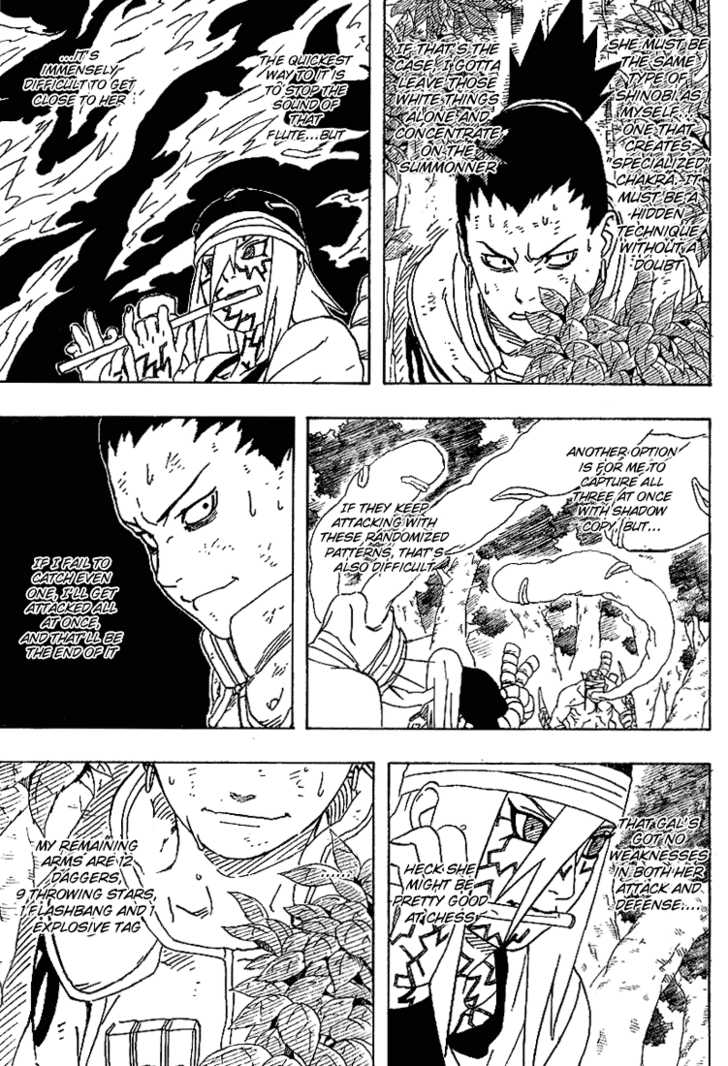 SHE MUST BE
THE SAME
TYPE OF
SHINOBI AS
MYSELF...
ONE THAT
CREATES
"SPECIALIZED"
CHAKRA. IT
MUST BE A
HIDDEN
TECHNIQUE
WITHOUT A
DOUBT
IF THAT'S THE
CASE, I GOTTA
LEAVE THOSE
WHITE THINGS
ALONE AND
CONCENTRATE
ON THE
SUMMONNER
THE QUICKEST
WAY TO IT IS
TO STOP THE
SOUND OF
THAT
FLUTE...BUT
...IT'S
IMMENSELY
DIFFICULT TO GET
CLOSE TO HER
ANOTHER OPTION
IS FOR ME TO
CAPTURE ALL
THREE AT ONCE
WITH SHADOW
COPY, BUT...
IF THEY KEEP
ATTACKING WITH
THESE RANDOMIZED
PATTERNS, THAT'S
ALSO DIFFICULT
IF I FAIL TO
CATCH EVEN
ONE, I'LL GET
ATTACKED ALL
AT ONCE,
AND THAT'LL BE
THE END OF IT
THAT GAL'S
GOT NO
WEAKNESSES
IN BOTH HER
ATTACK AND
DEFENSE....
HECK SHE
MIGHT BE
PRETTY GOOD
AT CHESS
......
MY REMAINING
ARMS ARE 12
DAGGERS,
9 THROWING STARS,
1 FLASHBANG AND 1
EXPLOSIVE TAG